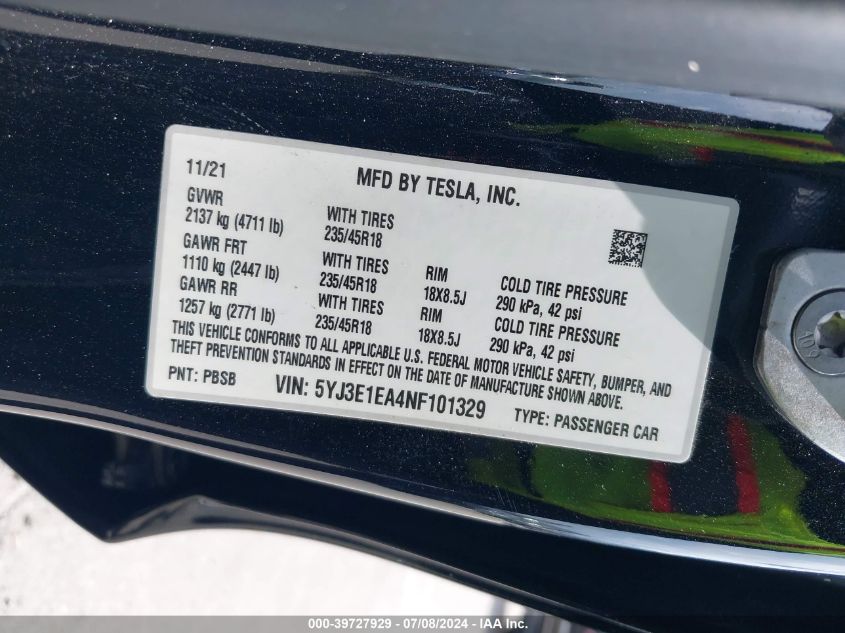 11/21
MFD BY TESLA, INC.
GVWR
2137 kg (4711 lb)
WITH TIRES
235/45R18
GAWR FRT
1110 kg (2447 lb)
WITH TIRES
235/45R18
RIM
18X8.5J
COLD TIRE PRESSURE
290 kPa, 42 psi
GAWR RR
1257 kg (2771 lb)
WITH TIRES
235/45R18
RIM
18X8.5J
COLD TIRE PRESSURE
290 kPa, 42 psi
THIS VEHICLE CONFORMS TO ALL APPLICABLE U.S. FEDERAL MOTOR VEHICLE SAFETY, BUMPER, AND
THEFT PREVENTION STANDARDS IN EFFECT ON THE DATE OF MANUFACTURE SHOWN ABOVE.
PNT: PBSB
VIN: 5YJ3E1EA4NF101329
TYPE: PASSENGER CAR
000-39727929 - 07/08/2024 - IAA Inc.